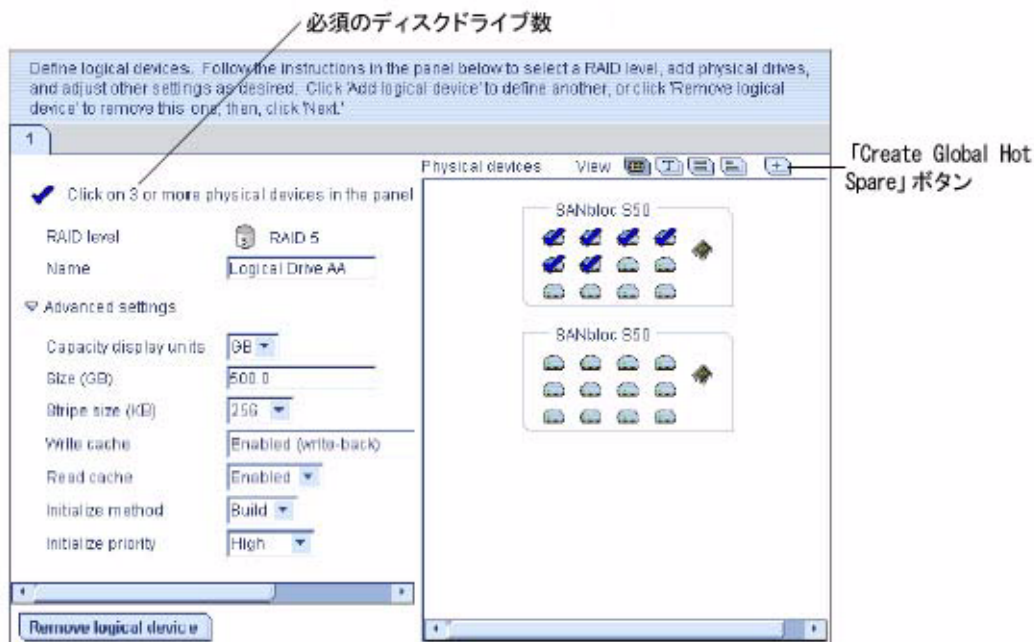 必須のディスクドライブ数
Define logical devices. Follow the instructions in the panel below to select a RAID level, add physical drives,
and adjust other settings as desired. Click 'Add logical device' to define another, or click 'Remove logical
device' to remove this one, then, click 'Next.'
1
Physical devices View
「Create Global Hot
Spare」ボタン
Click on 3 or more physical devices in the panel
RAID level RAID 5
Name Logical Drive AA
Advanced settings
Capacity display units GB
Size (GB) 500.0
Stripe size (KB) 256
Write cache Enabled (write-back)
Read cache Enabled
Initialize method Build
Initialize priority High
Remove logical device
SANbloc S50
SANbloc S50